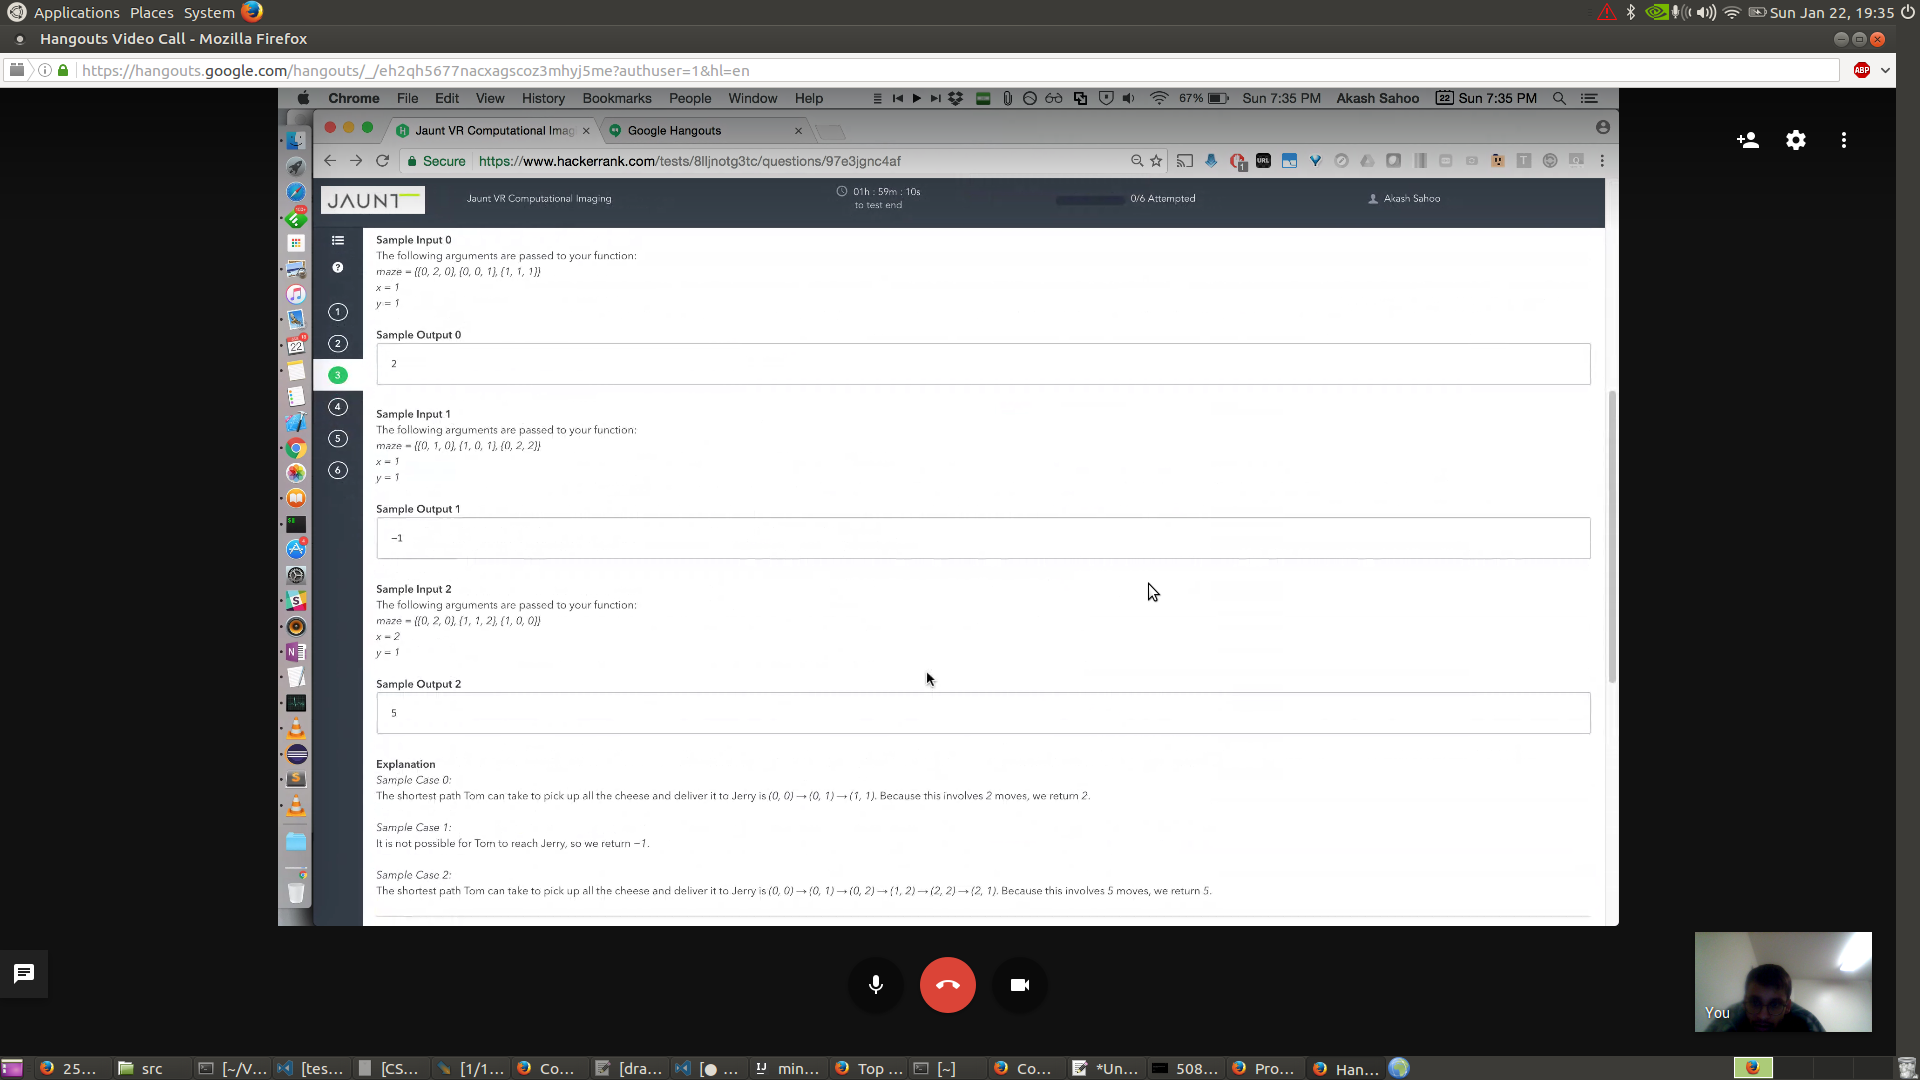 Applications Places System
Sun Jan 22, 19:35
Hangouts Video Call - Mozilla Firefox
https://hangouts.google.com/hangouts/_/eh2qh5677nacxagscoz3mhyj5me?authuser=1&hl=en
ABP
Chrome File Edit View History Bookmarks People Window Help
67% Sun 7:35 PM Akash Sahoo 22 Sun 7:35 PM
Jaunt VR Computational Imag
Google Hangouts
Secure https://www.hackerrank.com/tests/8lljnotg3tc/questions/97e3jgnc4af
URL
JAUNT
Jaunt VR Computational Imaging
01h : 59m : 10s
to test end
0/6 Attempted
Akash Sahoo
1
2
3
4
5
6
Sample Input 0
The following arguments are passed to your function:
maze = {{0, 2, 0}, {0, 0, 1}, {1, 1, 1}}
x = 1
y = 1
Sample Output 0
2
Sample Input 1
The following arguments are passed to your function:
maze = {{0, 1, 0}, {1, 0, 1}, {0, 2, 2}}
x = 1
y = 1
Sample Output 1
−1
Sample Input 2
The following arguments are passed to your function:
maze = {{0, 2, 0}, {1, 1, 2}, {1, 0, 0}}
x = 2
y = 1
Sample Output 2
5
Explanation
Sample Case 0:
The shortest path Tom can take to pick up all the cheese and deliver it to Jerry is (0, 0) → (0, 1) → (1, 1). Because this involves 2 moves, we return 2.
Sample Case 1:
It is not possible for Tom to reach Jerry, so we return −1.
Sample Case 2:
The shortest path Tom can take to pick up all the cheese and deliver it to Jerry is (0, 0) → (0, 1) → (0, 2) → (1, 2) → (2, 2) → (2, 1). Because this involves 5 moves, we return 5.
You
25... src [~/V... [tes... [CS... [1/1... Co... [dra... [● ... min... Top ... [~] Co... *Un... 508... Pro... Han...